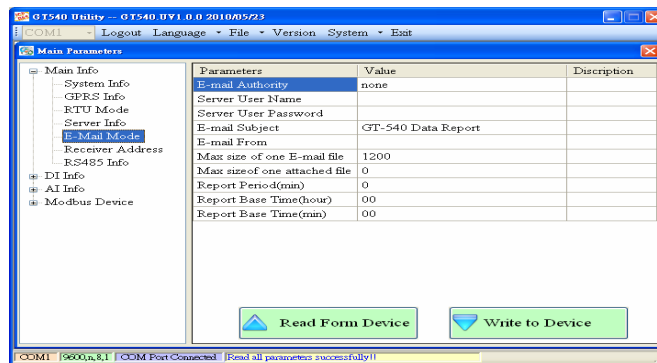 GT540 Utility -- GT540.UV1.0.0 2010/05/23
COM1 Logout Language File Version System Exit
Main Parameters
Main Info
System Info
GPRS Info
RTU Mode
Server Info
E-Mail Mode
Receiver Address
RS485 Info
DI Info
AI Info
Modbus Device
Parameters Value Discription
E-mail Authority none
Server User Name
Server User Password
E-mail Subject GT-540 Data Report
E-mail From
Max size of one E-mail file 1200
Max sizeof one attached file 0
Report Period(min) 0
Report Base Time(hour) 00
Report Base Time(min) 00
Read Form Device Write to Device
COM1 9600,n,8,1 COM Port Connected Read all parameters successfully!!